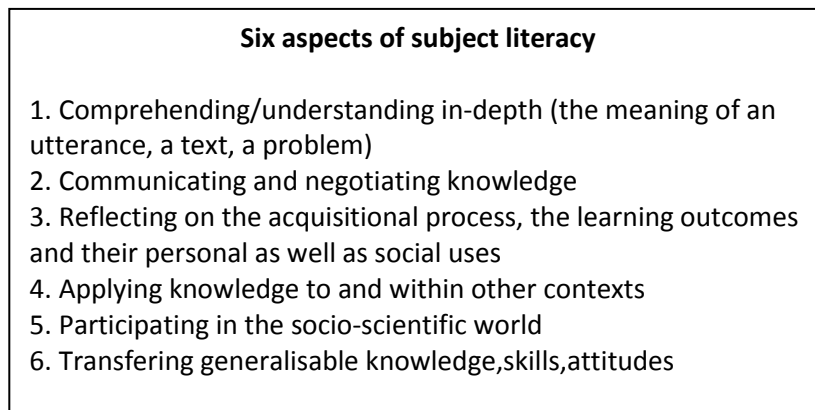 Six aspects of subject literacy
1. Comprehending/understanding in-depth (the meaning of an
utterance, a text, a problem)
2. Communicating and negotiating knowledge
3. Reflecting on the acquisitional process, the learning outcomes
and their personal as well as social uses
4. Applying knowledge to and within other contexts
5. Participating in the socio-scientific world
6. Transfering generalisable knowledge,skills,attitudes